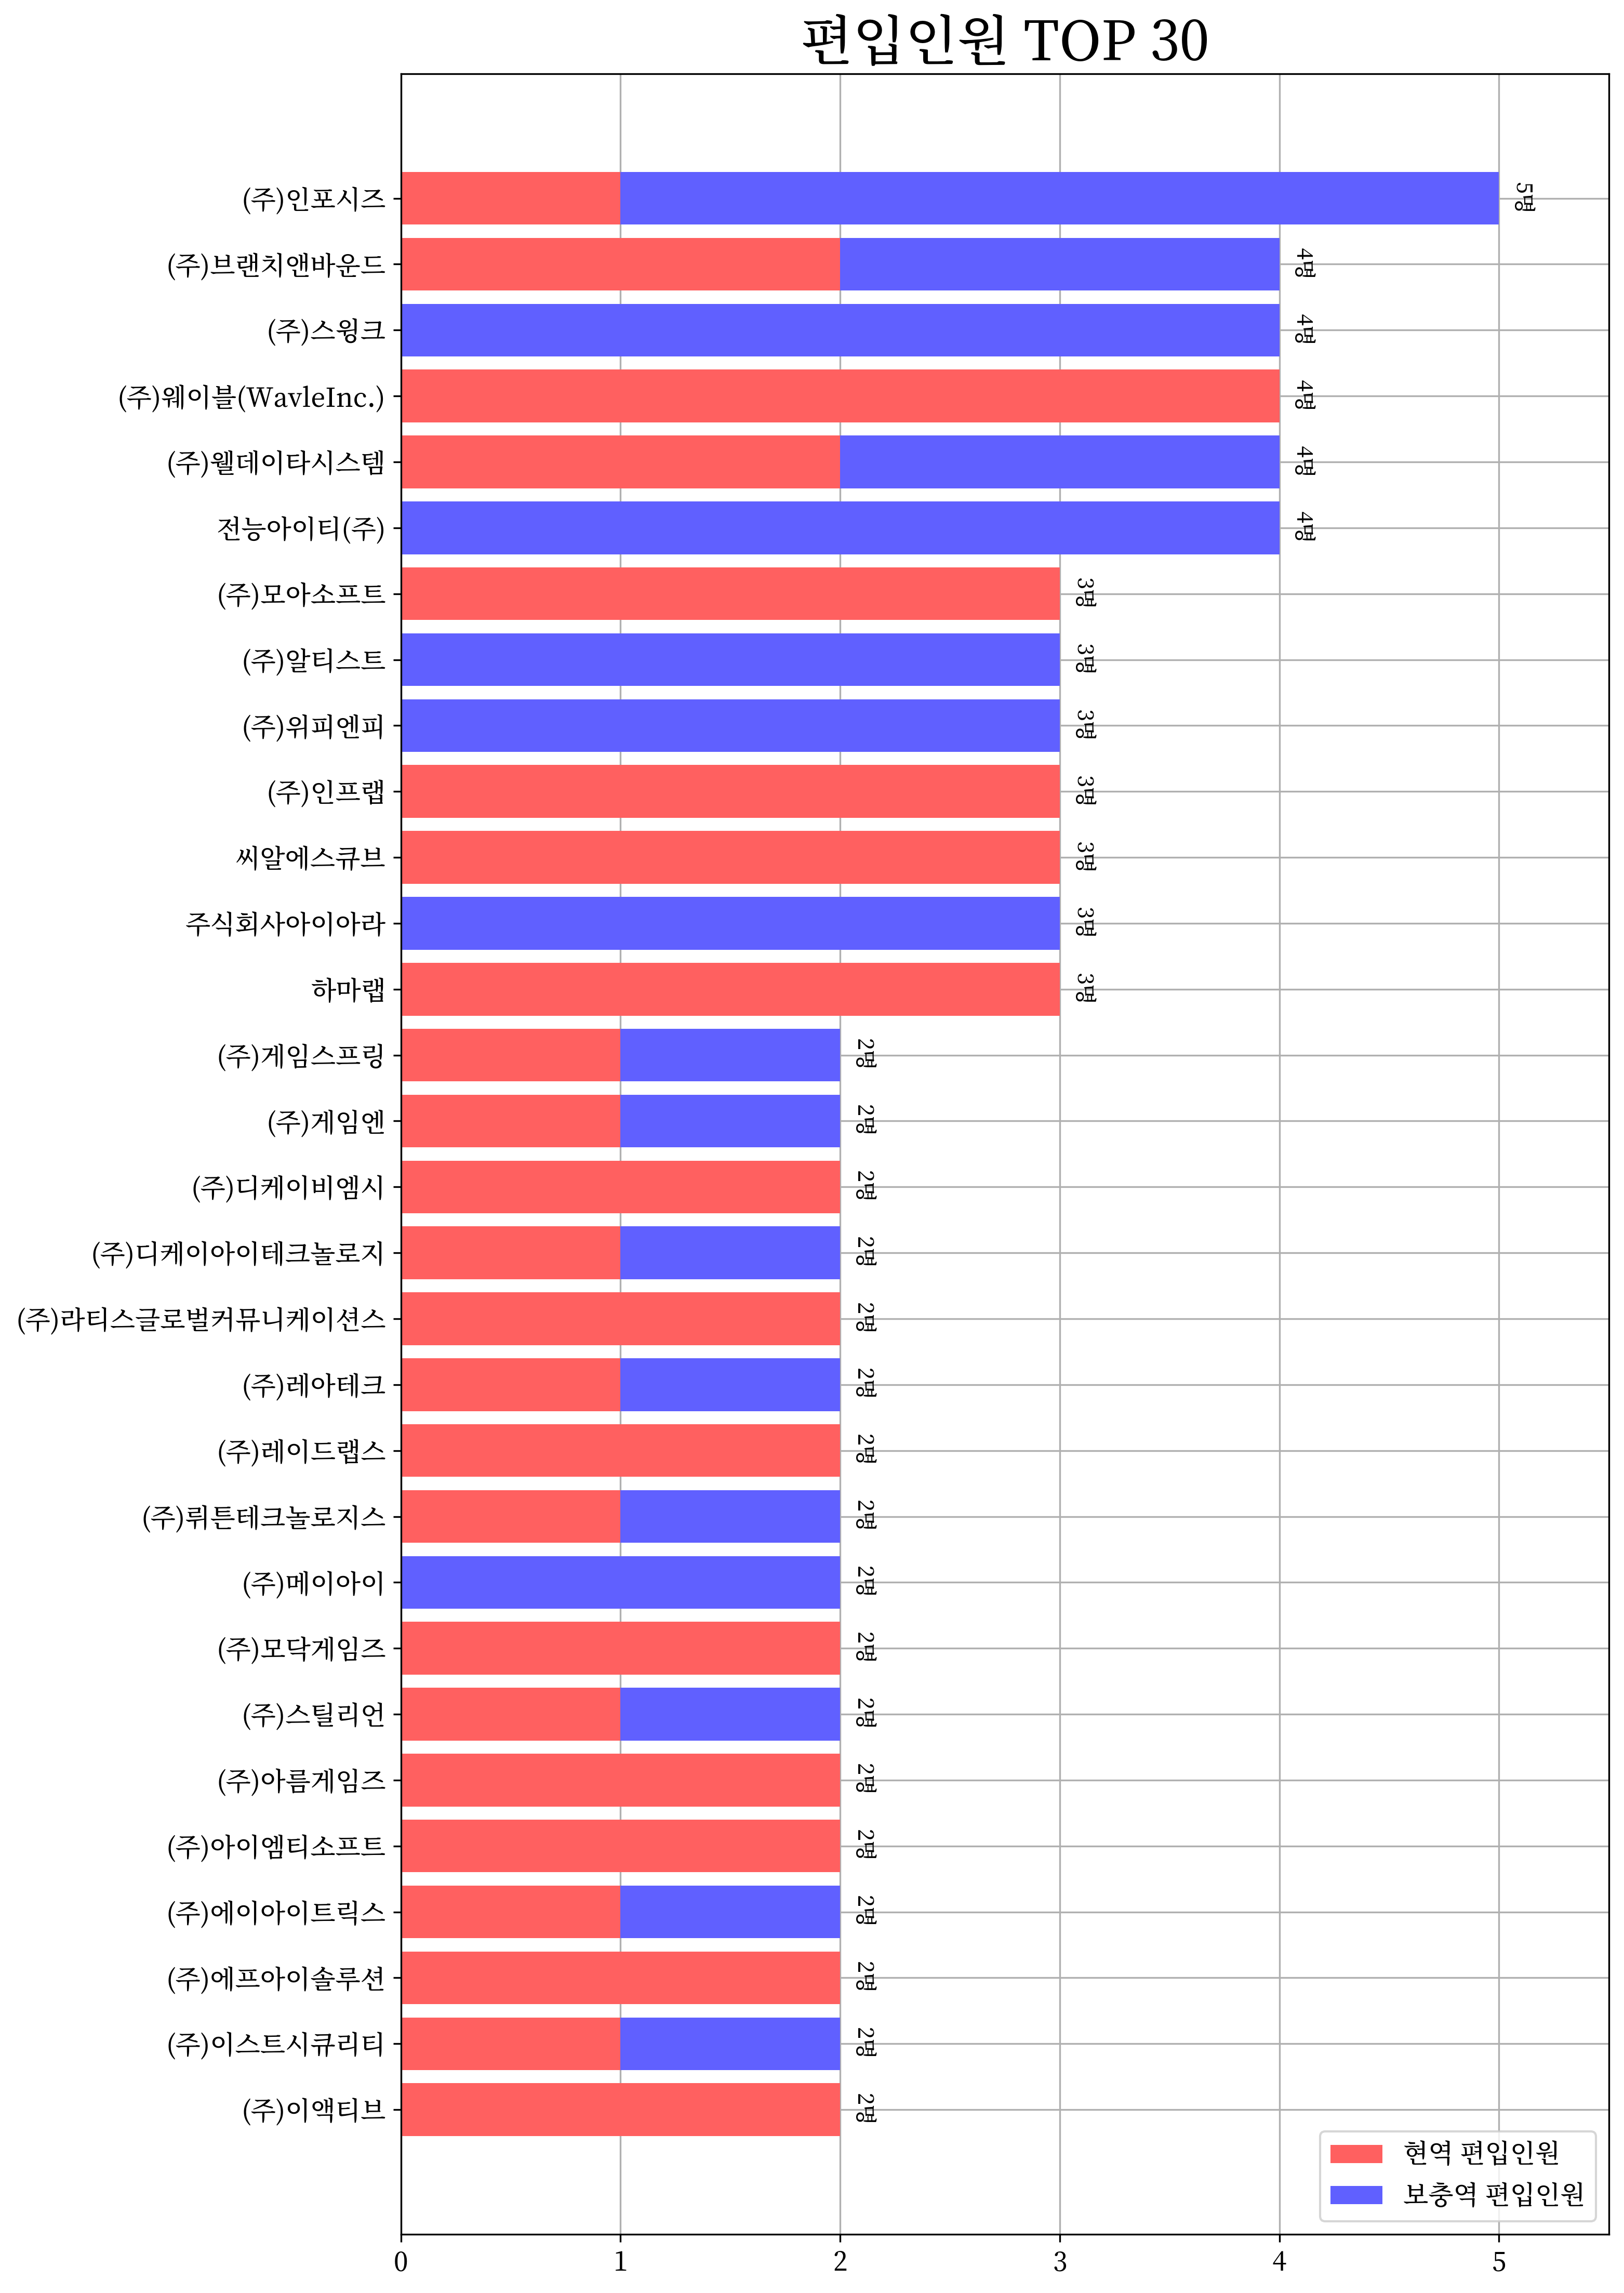 편입인원 TOP 30
(주)인포시즈 5명
(주)브랜치앤바운드 4명
(주)스윙크 4명
(주)웨이블(WavleInc.) 4명
(주)웰데이타시스템 4명
전능아이티(주) 4명
(주)모아소프트 3명
(주)알티스트 3명
(주)위피엔피 3명
(주)인프랩 3명
씨알에스큐브 3명
주식회사아이아라 3명
하마랩 3명
(주)게임스프링 2명
(주)게임엔 2명
(주)디케이비엠시 2명
(주)디케이아이테크놀로지 2명
(주)라티스글로벌커뮤니케이션스 2명
(주)레아테크 2명
(주)레이드랩스 2명
(주)뤼튼테크놀로지스 2명
(주)메이아이 2명
(주)모닥게임즈 2명
(주)스틸리언 2명
(주)아름게임즈 2명
(주)아이엠티소프트 2명
(주)에이아이트릭스 2명
(주)에프아이솔루션 2명
(주)이스트시큐리티 2명
(주)이액티브 2명
현역 편입인원
보충역 편입인원
0 1 2 3 4 5